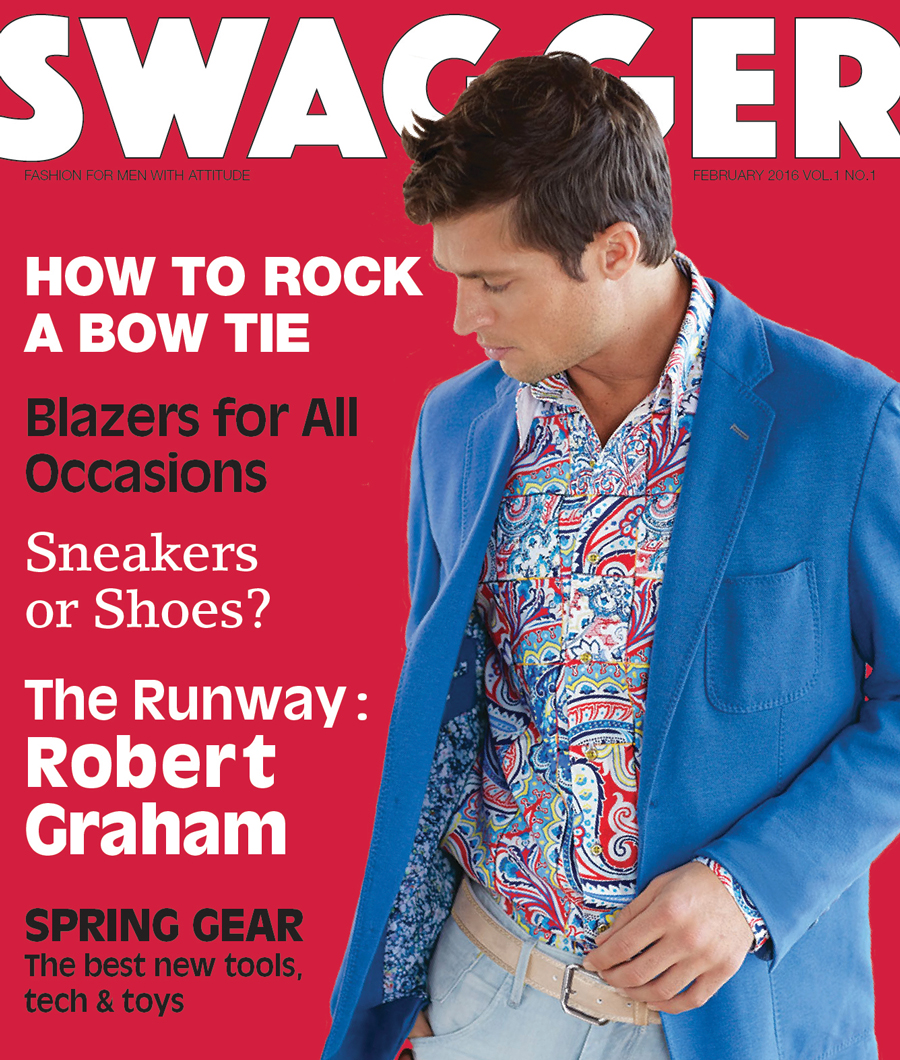 SWAGGER
FASHION FOR MEN WITH ATTITUDE
FEBRUARY 2016 VOL.1 NO.1
HOW TO ROCK
A BOW TIE
Blazers for All
Occasions
Sneakers
or Shoes?
The Runway:
Robert
Graham
SPRING GEAR
The best new tools,
tech & toys